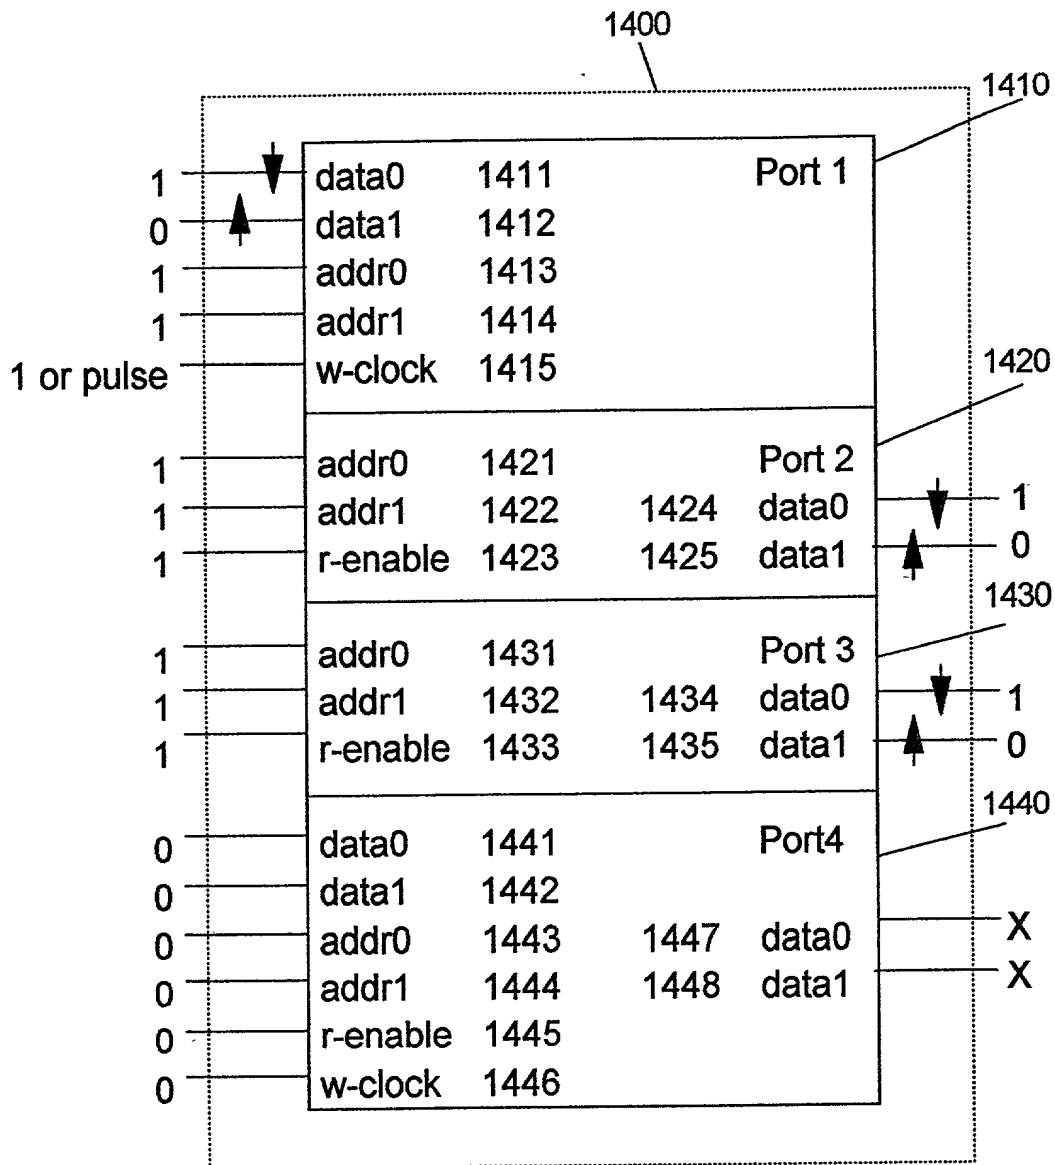 1400
1410
1 data0 1411 Port 1
0 data1 1412
1 addr0 1413
1 addr1 1414
1 or pulse w-clock 1415
1420
1 addr0 1421 Port 2
1 addr1 1422 1424 data0 1
1 r-enable 1423 1425 data1 0
1430
1 addr0 1431 Port 3
1 addr1 1432 1434 data0 1
1 r-enable 1433 1435 data1 0
1440
0 data0 1441 Port4
0 data1 1442
0 addr0 1443 1447 data0 X
0 addr1 1444 1448 data1 X
0 r-enable 1445
0 w-clock 1446